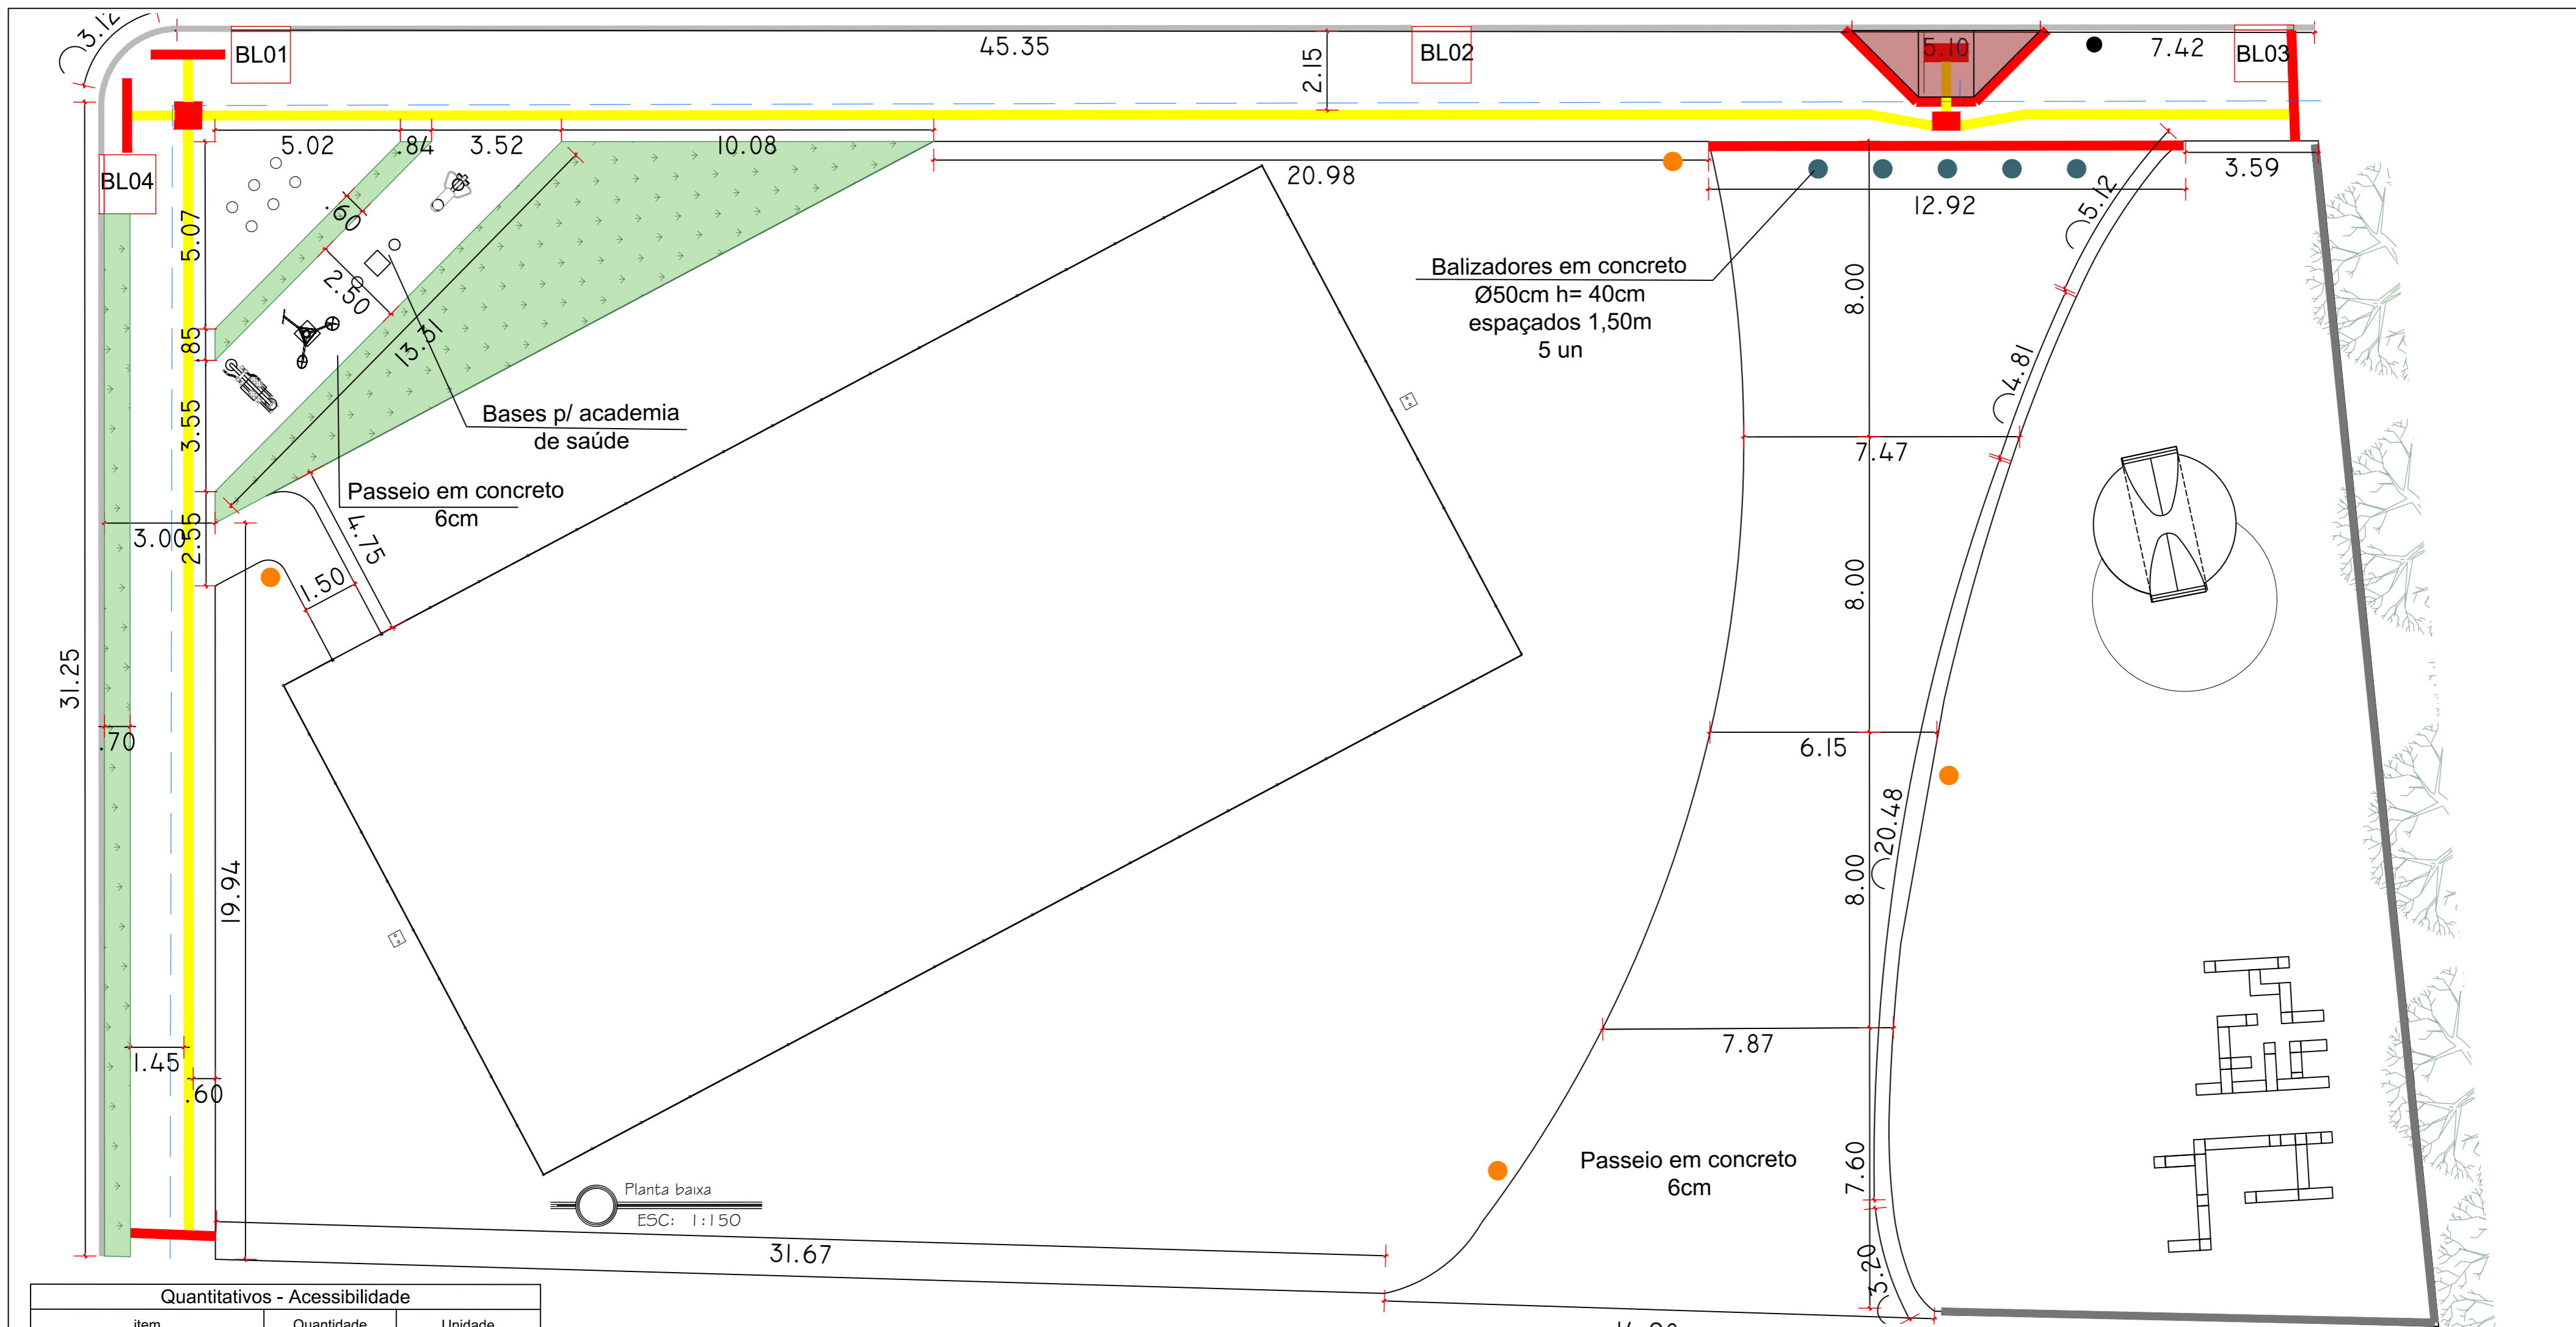 3.12
BL01
45.35
2.15
BL02
5.10
7.42
BL03
5.02
.84
3.52
10.08
20.98
3.59
BL04
12.92
5.12
5.07
.60
2.50
Balizadores em concreto
Ø50cm h= 40cm
espaçados 1,50m
5 un
8.00
.85
13.31
4.81
3.55
Bases p/ academia
de saúde
7.47
Passeio em concreto
6cm
3.00
2.55
4.75
1.50
8.00
31.25
.70
6.15
20.48
8.00
19.94
7.87
1.45
.60
Passeio em concreto
6cm
7.60
Planta baixa
ESC: 1:150
31.67
3.20
Quantitativos - Acessibilidade
item
Quantidade
Unidade